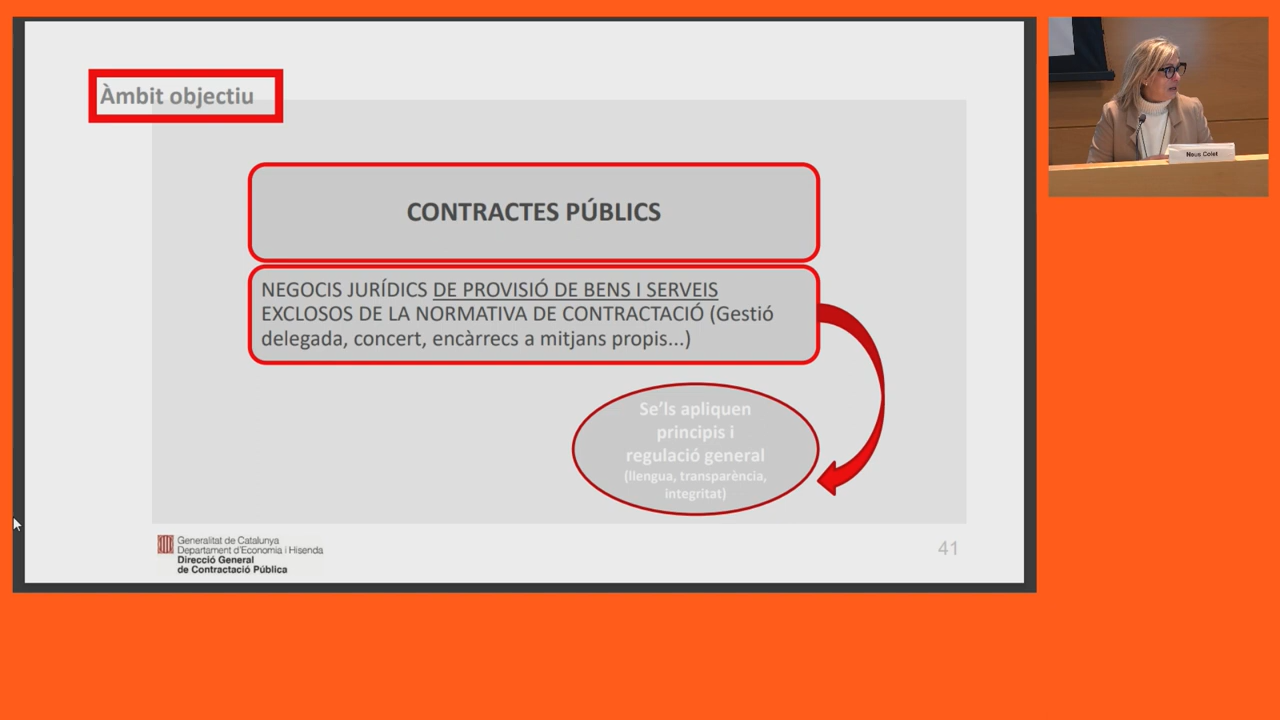 Àmbit objectiu
CONTRACTES PÚBLICS
NEGOCIS JURÍDICS DE PROVISIÓ DE BENS I SERVEIS
EXCLOSOS DE LA NORMATIVA DE CONTRACTACIÓ (Gestió
delegada, concert, encàrrecs a mitjans propis...)
Se'ls apliquen
principis i
regulació general
(llengua, transparència,
integritat)
Generalitat de Catalunya
Departament d'Economia i Hisenda
Direcció General
de Contractació Pública
41
Neus Colet